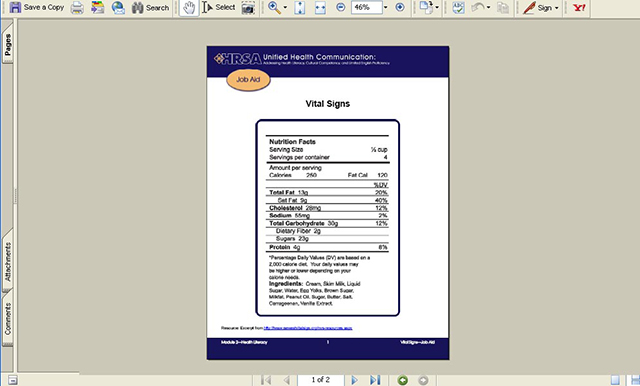 Save a Copy
Search
Select
46%
Sign
Y!
Pages
Attachments
Comments
HRSA Unified Health Communication:
Addressing Health Literacy, Cultural Competence and Limited English Proficiency
Job Aid
Vital Signs
Nutrition Facts
Serving Size ½ cup
Servings per container 4
Amount per serving
Calories 250 Fat Cal 120
%DV
Total Fat 13g 20%
Sat Fat 9g 40%
Cholesterol 28mg 12%
Sodium 55mg 2%
Total Carbohydrate 30g 12%
Dietary Fiber 2g
Sugars 23g
Protein 4g 8%
*Percentage Daily Values (DV) are based on a
2,000 calorie diet. Your daily values may
be higher or lower depending on your
calorie needs.
Ingredients: Cream, Skim Milk, Liquid
Sugar, Water, Egg Yolks, Brown Sugar,
Milkfat, Peanut Oil, Sugar, Butter, Salt,
Carrageenan, Vanilla Extract.
Resource: Excerpt from
Module 2—Health Literacy 1 Vital Signs—Job Aid
1 of 2